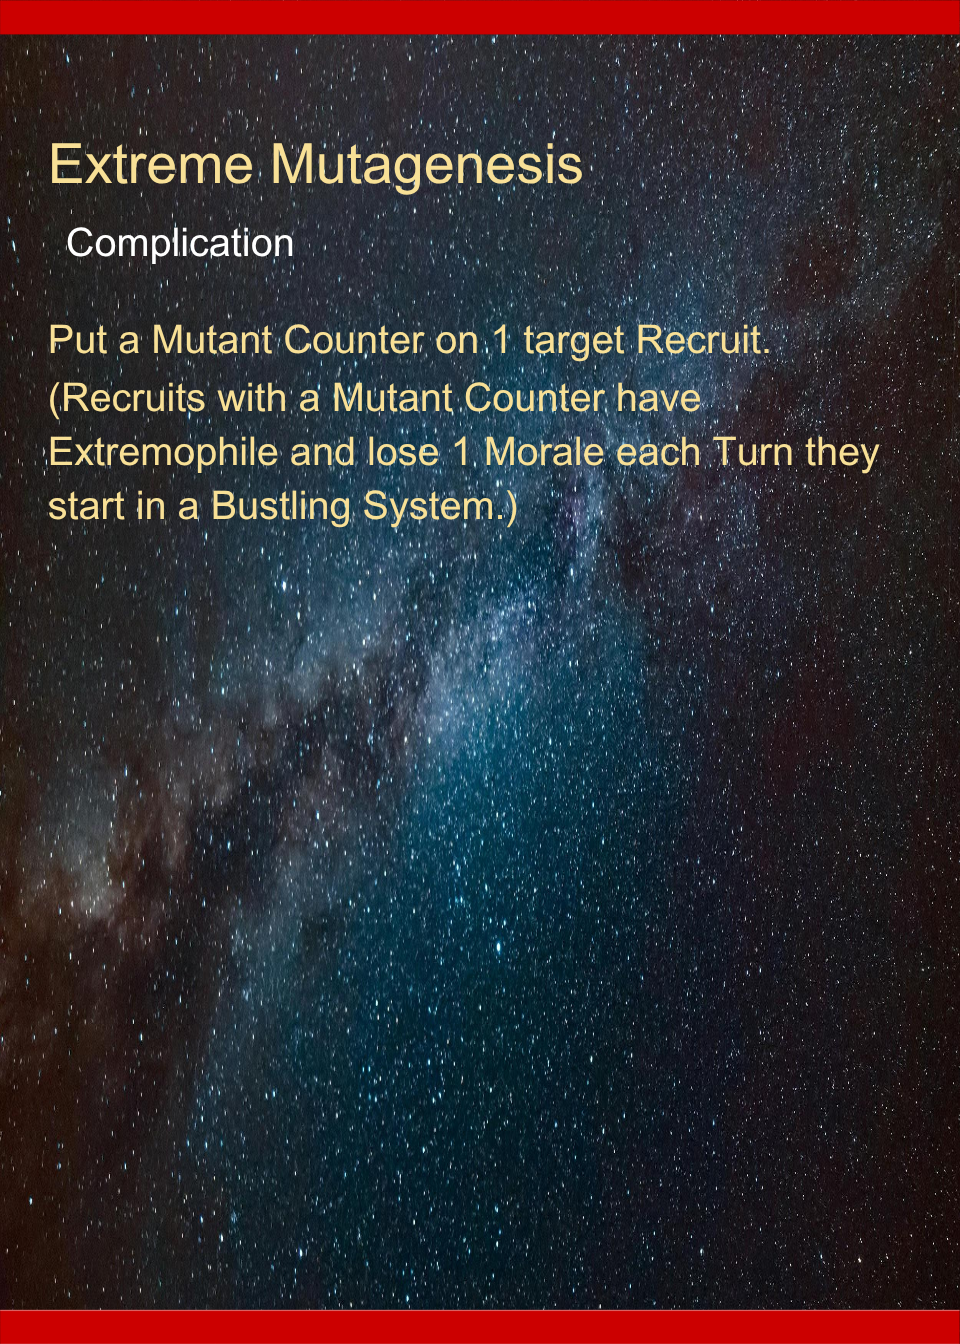 Extreme Mutagenesis
Complication
Put a Mutant Counter on 1 target Recruit.
(Recruits with a Mutant Counter have
Extremophile and lose 1 Morale each Turn they
start in a Bustling System.)